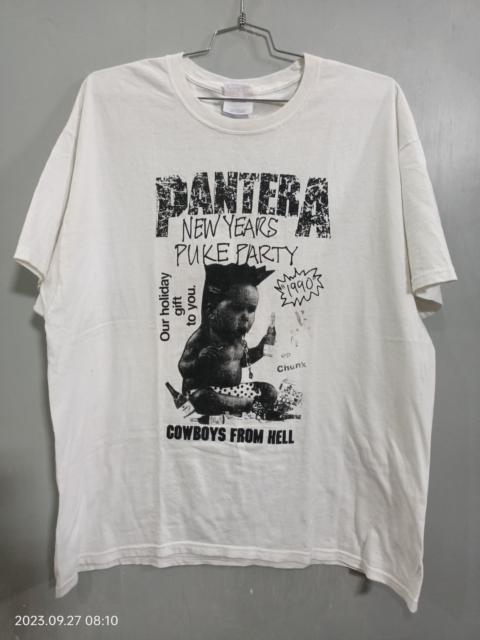 PANTERA
NEW YEARS
PUKE PARTY
Our holiday
gift
to you.
1990
Chunk
COWBOYS FROM HELL
2023.09.27 08:10